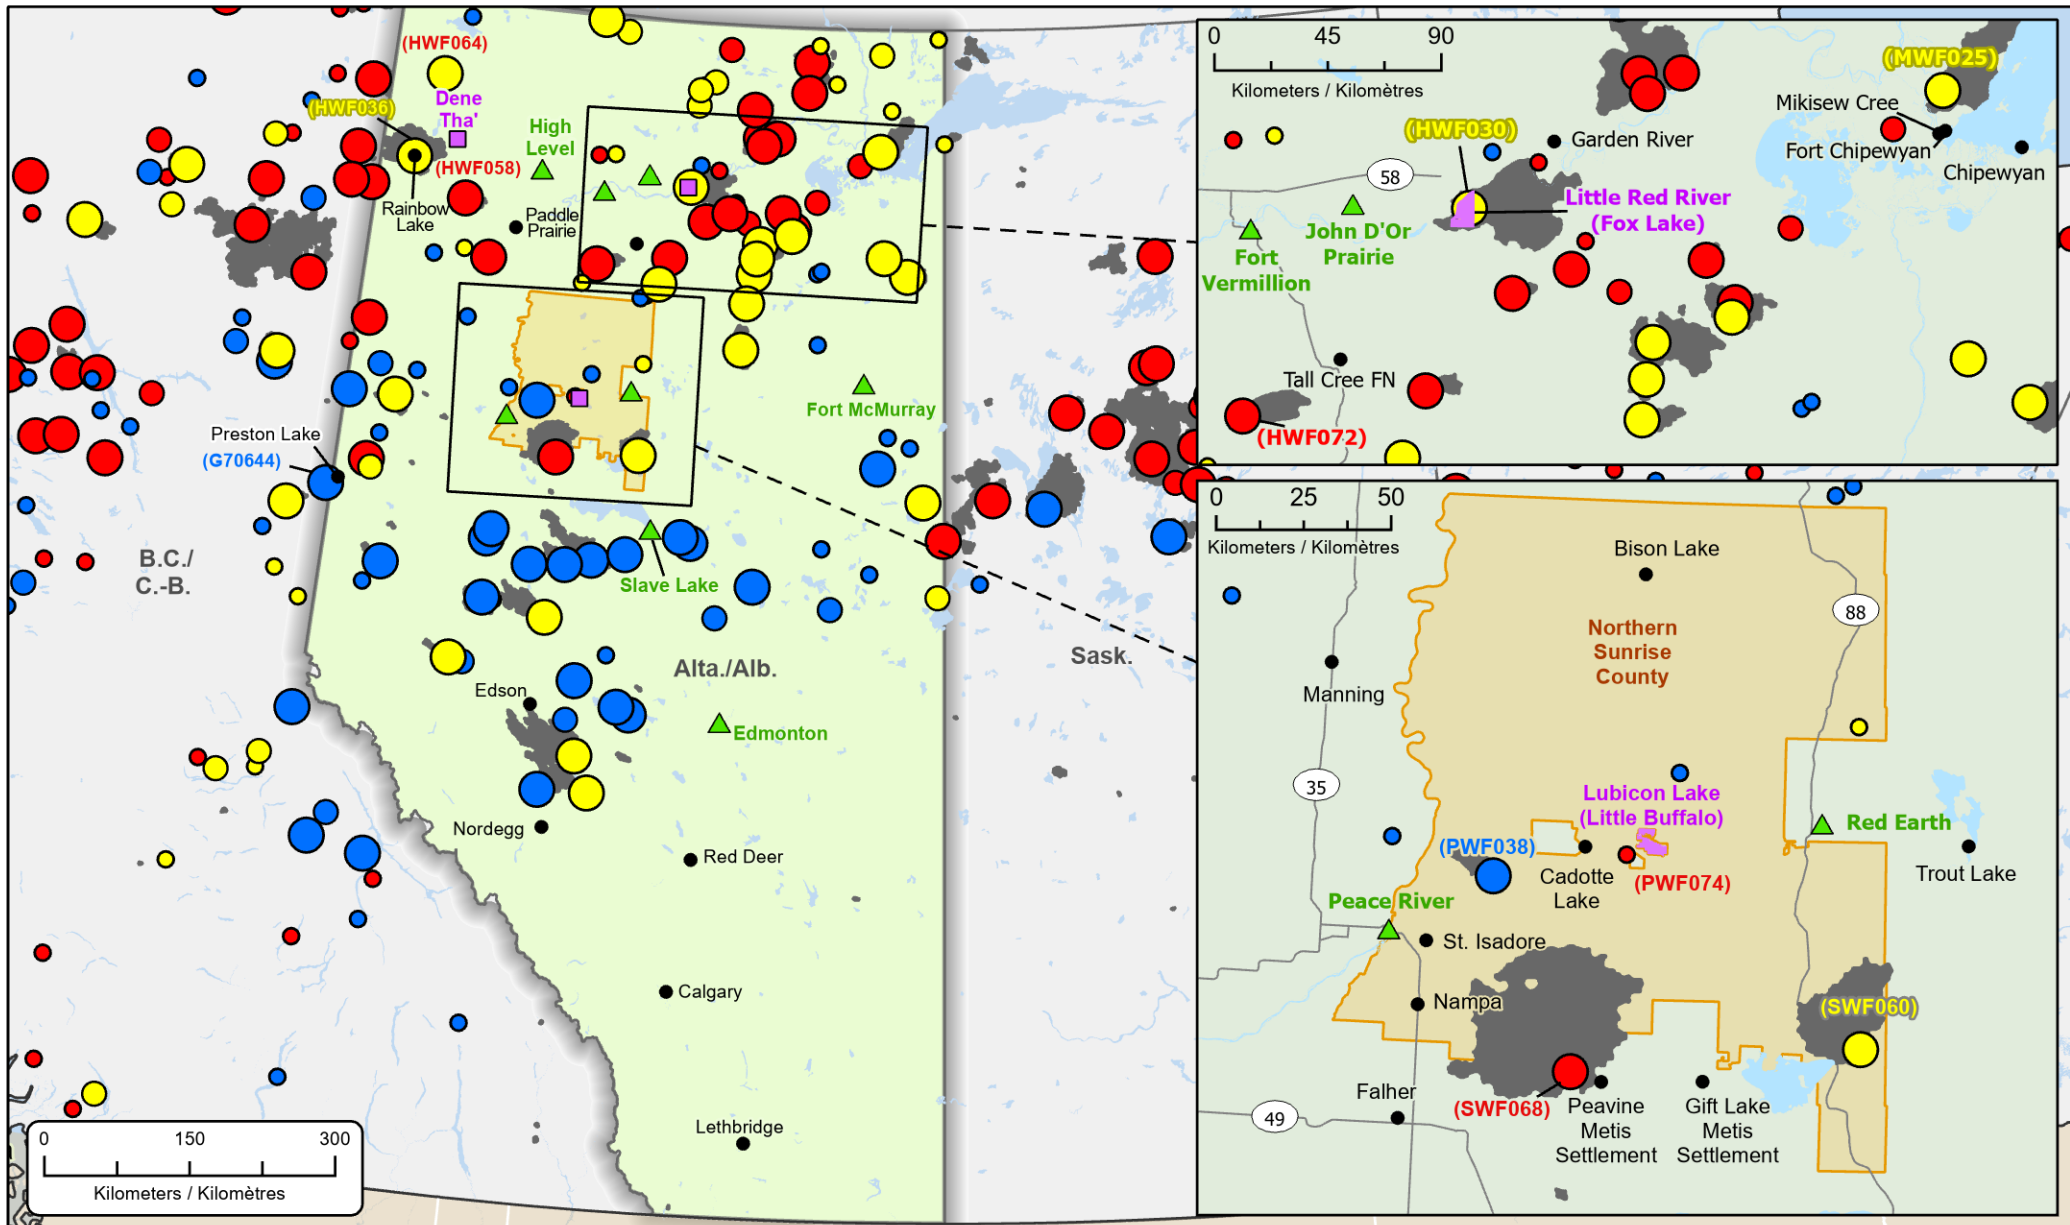 (HWF064)
(HWF036)
Dene
Tha'
High
Level
(HWF058)
Rainbow
Lake
Paddle
Prairie
Preston Lake
(G70644)
Fort McMurray
B.C./
C.-B.
Slave Lake
Alta./Alb.
Sask.
Edson
Edmonton
Nordegg
Red Deer
Calgary
Lethbridge
0 150 300
Kilometers / Kilomètres
0 45 90
Kilometers / Kilomètres
(MWF025)
Mikisew Cree
(HWF030)
Garden River
Fort Chipewyan
Chipewyan
58
Little Red River
(Fox Lake)
John D'Or
Prairie
Fort
Vermillion
Tall Cree FN
(HWF072)
0 25 50
Kilometers / Kilomètres
Bison Lake
88
Northern
Sunrise
County
Manning
35
Lubicon Lake
(Little Buffalo)
Red Earth
(PWF038)
Cadotte
Lake
(PWF074)
Trout Lake
Peace River
St. Isadore
Nampa
(SWF060)
Falher
(SWF068)
49
Peavine
Metis
Settlement
Gift Lake
Metis
Settlement